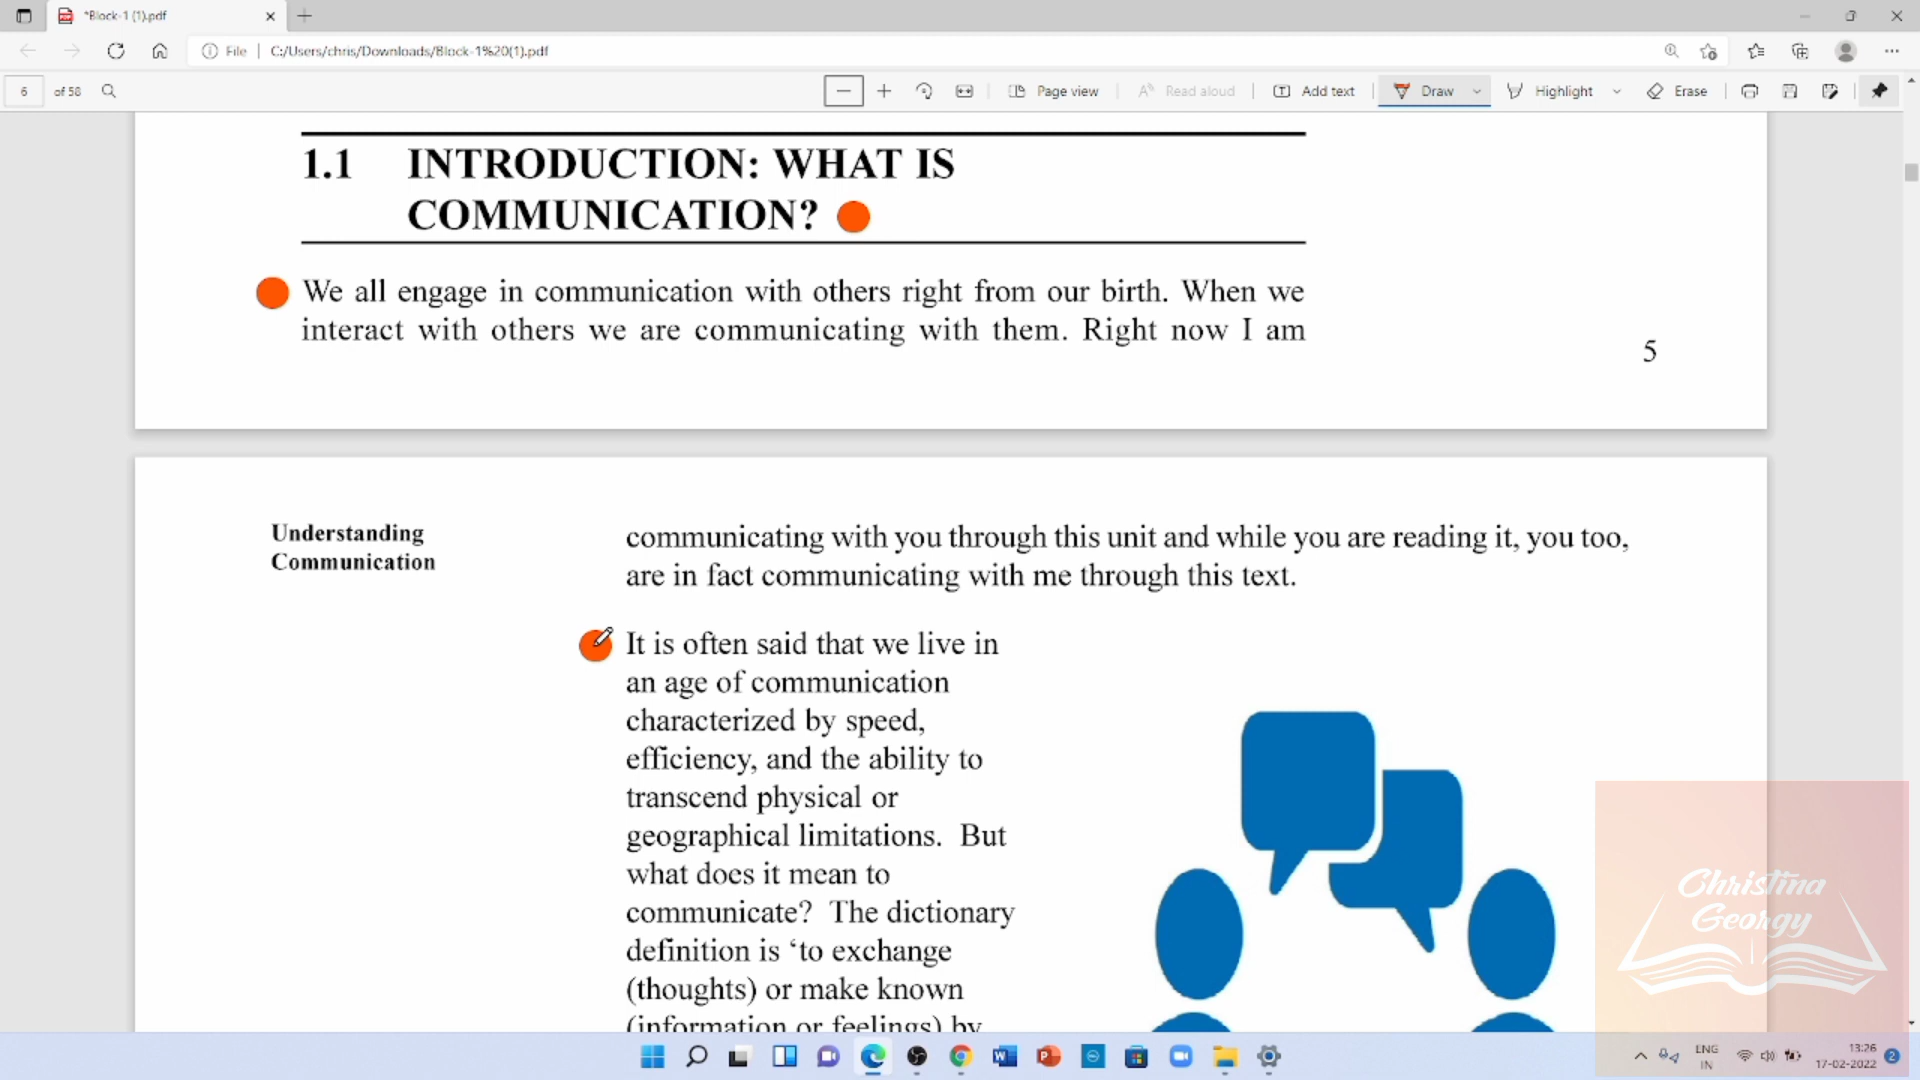 *Block-1 (1).pdf
File
C:/Users/chris/Downloads/Block-1%20(1).pdf
6 of 58
Page view
Read aloud
Add text
Draw
Highlight
Erase
1.1 INTRODUCTION: WHAT IS
COMMUNICATION?
We all engage in communication with others right from our birth. When we
interact with others we are communicating with them. Right now I am
5
Understanding
Communication
communicating with you through this unit and while you are reading it, you too,
are in fact communicating with me through this text.
It is often said that we live in
an age of communication
characterized by speed,
efficiency, and the ability to
transcend physical or
geographical limitations. But
what does it mean to
communicate? The dictionary
definition is ‘to exchange
(thoughts) or make known
(information or feelings) by
Christina
Georgy
ENG
IN
13:26
17-02-2022
2